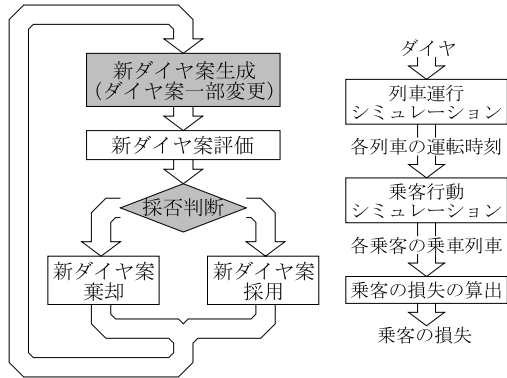 新ダイヤ案生成
(ダイヤ案一部変更)
新ダイヤ案評価
採否判断
新ダイヤ案
棄却
新ダイヤ案
採用
ダイヤ
列車運行
シミュレーション
各列車の運転時刻
乗客行動
シミュレーション
各乗客の乗車列車
乗客の損失の算出
乗客の損失